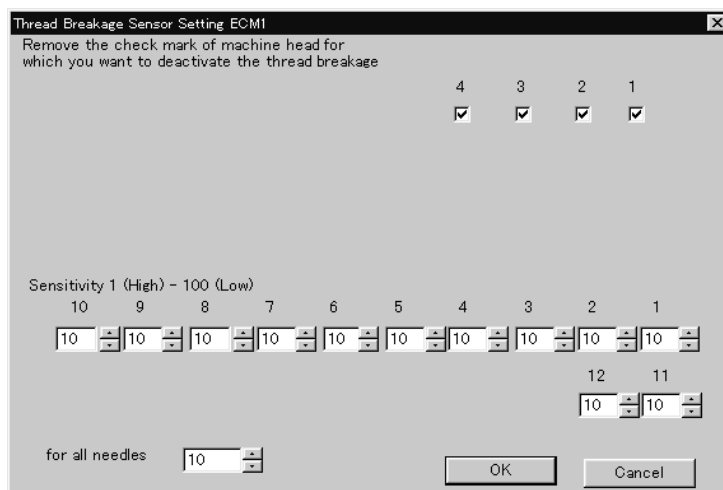 Thread Breakage Sensor Setting ECM1
Remove the check mark of machine head for
which you want to deactivate the thread breakage
4 3 2 1
Sensitivity 1 (High) - 100 (Low)
10 9 8 7 6 5 4 3 2 1
10 10 10 10 10 10 10 10 10 10
12 11
10 10
for all needles 10
OK Cancel